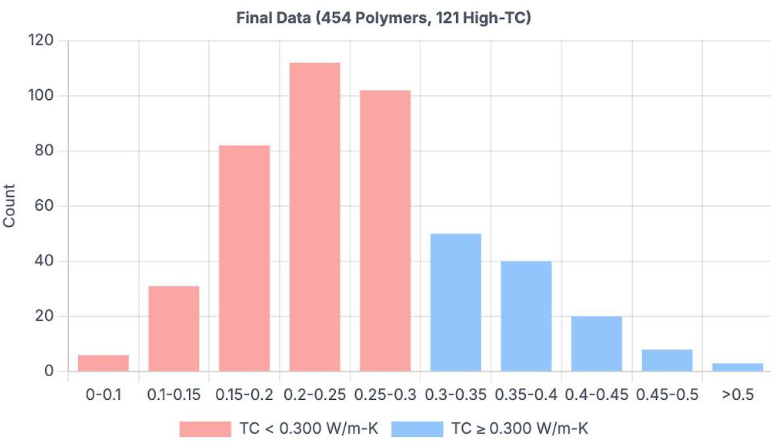 Final Data (454 Polymers, 121 High-TC)
Count
120
100
80
60
40
20
0
0-0.1 0.1-0.15 0.15-0.2 0.2-0.25 0.25-0.3 0.3-0.35 0.35-0.4 0.4-0.45 0.45-0.5 >0.5
TC < 0.300 W/m-K TC ≥ 0.300 W/m-K